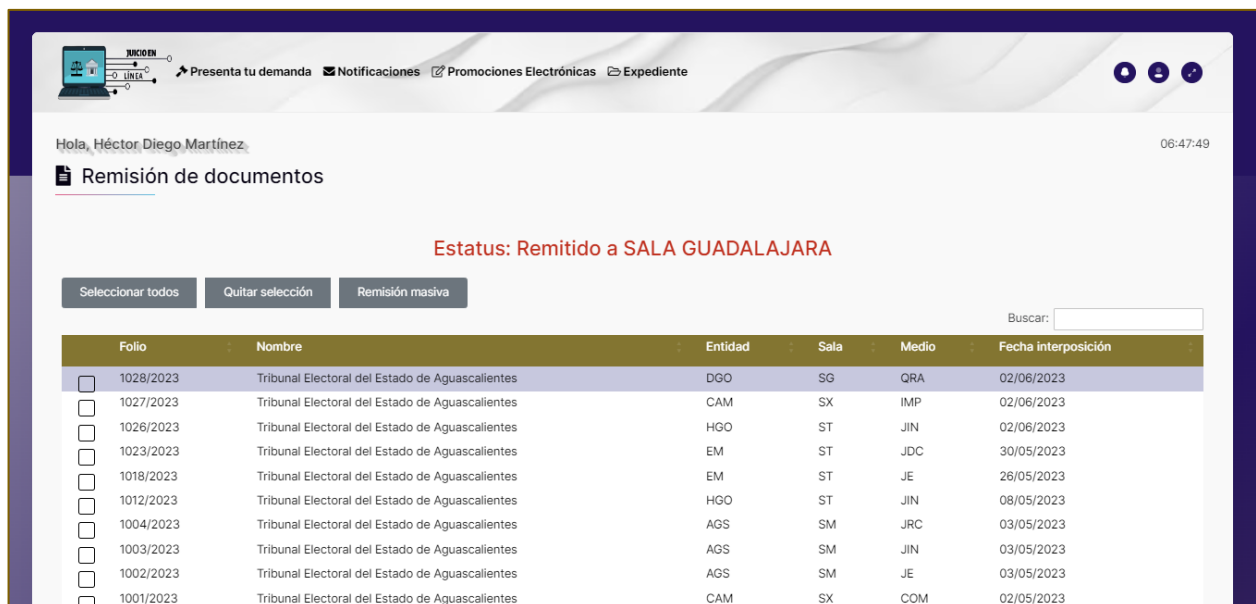 JUICIO EN
LÍNEA
Presenta tu demanda Notificaciones Promociones Electrónicas Expediente
Hola, Héctor Diego Martínez
06:47:49
Remisión de documentos
Estatus: Remitido a SALA GUADALAJARA
Seleccionar todos Quitar selección Remisión masiva
Buscar:
Folio Nombre Entidad Sala Medio Fecha interposición
1028/2023 Tribunal Electoral del Estado de Aguascalientes DGO SG QRA 02/06/2023
1027/2023 Tribunal Electoral del Estado de Aguascalientes CAM SX IMP 02/06/2023
1026/2023 Tribunal Electoral del Estado de Aguascalientes HGO ST JIN 02/06/2023
1023/2023 Tribunal Electoral del Estado de Aguascalientes EM ST JDC 30/05/2023
1018/2023 Tribunal Electoral del Estado de Aguascalientes EM ST JE 26/05/2023
1012/2023 Tribunal Electoral del Estado de Aguascalientes HGO ST JIN 08/05/2023
1004/2023 Tribunal Electoral del Estado de Aguascalientes AGS SM JRC 03/05/2023
1003/2023 Tribunal Electoral del Estado de Aguascalientes AGS SM JIN 03/05/2023
1002/2023 Tribunal Electoral del Estado de Aguascalientes AGS SM JE 03/05/2023
1001/2023 Tribunal Electoral del Estado de Aguascalientes CAM SX COM 02/05/2023